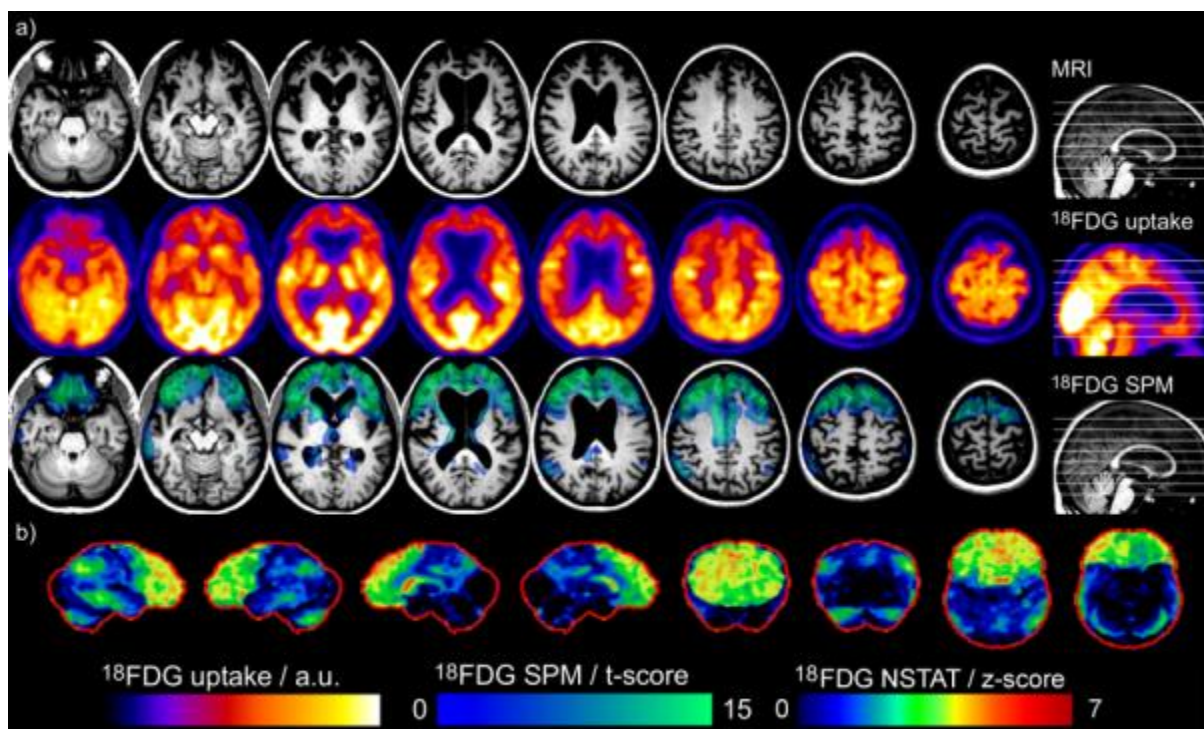 a)
MRI
¹⁸FDG uptake
¹⁸FDG SPM
b)
¹⁸FDG uptake / a.u.
¹⁸FDG SPM / t-score
0 15
¹⁸FDG NSTAT / z-score
0 7